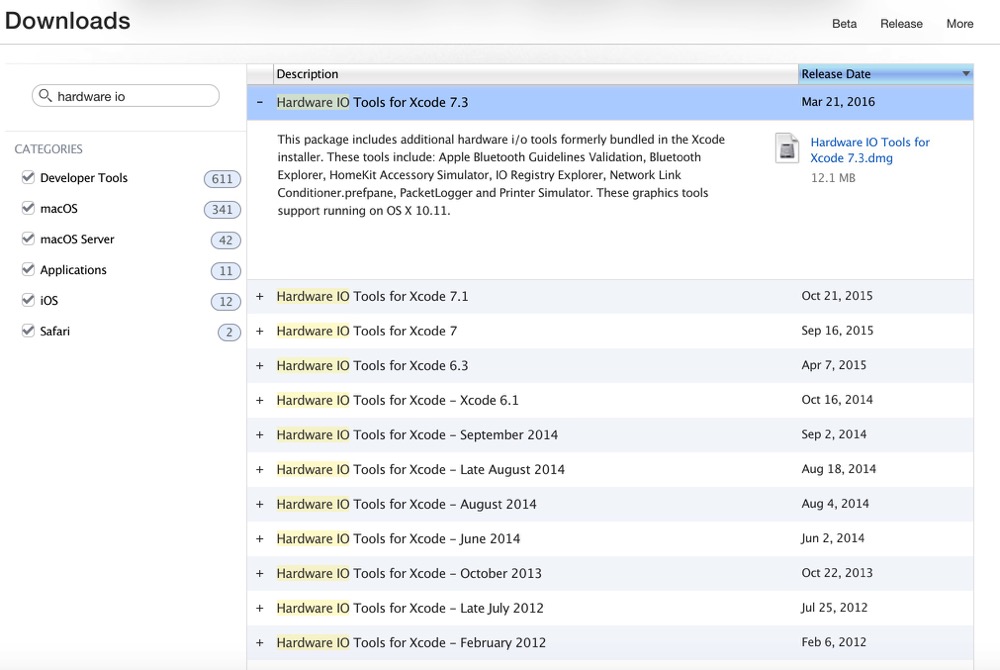 Downloads
Beta Release More
hardware io
CATEGORIES
Developer Tools 611
macOS 341
macOS Server 42
Applications 11
iOS 12
Safari 2
Description Release Date
- Hardware IO Tools for Xcode 7.3 Mar 21, 2016
This package includes additional hardware i/o tools formerly bundled in the Xcode
installer. These tools include: Apple Bluetooth Guidelines Validation, Bluetooth
Explorer, HomeKit Accessory Simulator, IO Registry Explorer, Network Link
Conditioner.prefpane, PacketLogger and Printer Simulator. These graphics tools
support running on OS X 10.11.
Hardware IO Tools for
Xcode 7.3.dmg
12.1 MB
+ Hardware IO Tools for Xcode 7.1 Oct 21, 2015
+ Hardware IO Tools for Xcode 7 Sep 16, 2015
+ Hardware IO Tools for Xcode 6.3 Apr 7, 2015
+ Hardware IO Tools for Xcode – Xcode 6.1 Oct 16, 2014
+ Hardware IO Tools for Xcode – September 2014 Sep 2, 2014
+ Hardware IO Tools for Xcode – Late August 2014 Aug 18, 2014
+ Hardware IO Tools for Xcode – August 2014 Aug 4, 2014
+ Hardware IO Tools for Xcode – June 2014 Jun 2, 2014
+ Hardware IO Tools for Xcode – October 2013 Oct 22, 2013
+ Hardware IO Tools for Xcode – Late July 2012 Jul 25, 2012
+ Hardware IO Tools for Xcode – February 2012 Feb 6, 2012